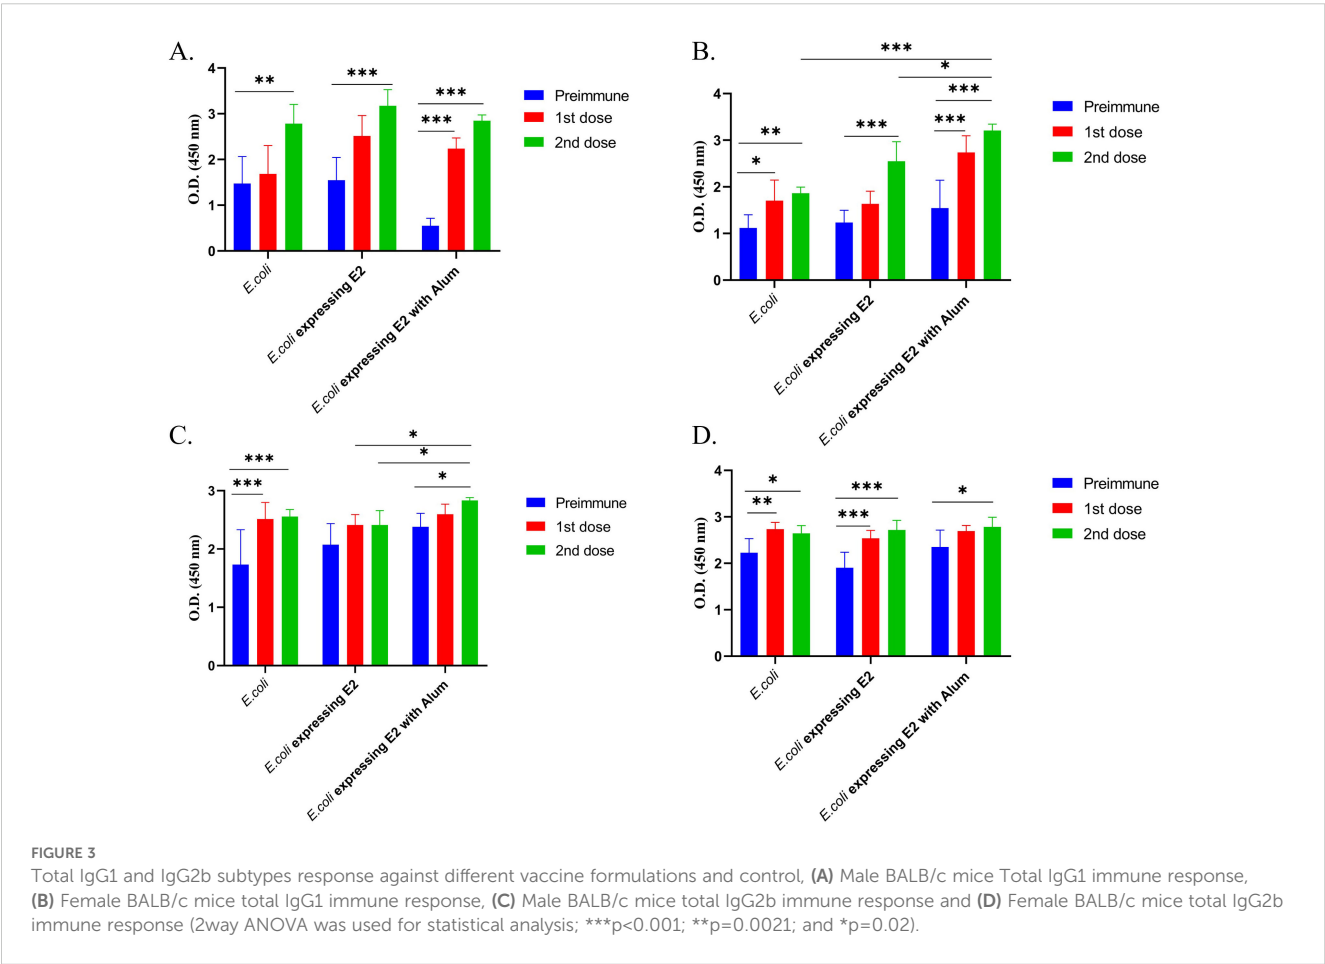 A.
** *** *** ***
O.D. (450 nm)
4
3
2
1
0
E.coli
E.coli expressing E2
E.coli expressing E2 with Alum
Preimmune
1st dose
2nd dose
B.
***
*
***
*** ***
**
*
O.D. (450 nm)
4
3
2
1
0
E.coli
E.coli expressing E2
E.coli expressing E2 with Alum
Preimmune
1st dose
2nd dose
C.
*
*
*
***
***
O.D. (450 nm)
3
2
1
0
E.coli
E.coli expressing E2
E.coli expressing E2 with Alum
Preimmune
1st dose
2nd dose
D.
* *** *
** ***
O.D. (450 nm)
4
3
2
1
0
E.coli
E.coli expressing E2
E.coli expressing E2 with Alum
Preimmune
1st dose
2nd dose
FIGURE 3
Total IgG1 and IgG2b subtypes response against different vaccine formulations and control, (A) Male BALB/c mice Total IgG1 immune response,
(B) Female BALB/c mice total IgG1 immune response, (C) Male BALB/c mice total IgG2b immune response and (D) Female BALB/c mice total IgG2b
immune response (2way ANOVA was used for statistical analysis; ***p<0.001; **p=0.0021; and *p=0.02).